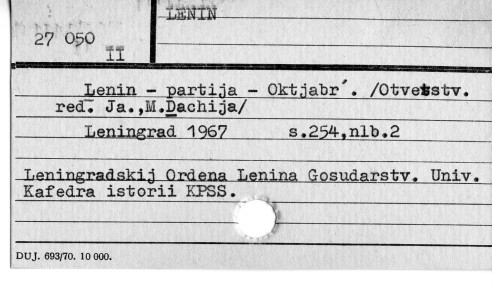 LENIN
27 050
II
Lenin - partija - Oktjabr´. /Otvetstv.
red. Ja.,M.Dachija/
Leningrad 1967 s.254,nlb.2
Leningradskij Ordena Lenina Gosudarstv. Univ.
Kafedra istorii KPSS.
DUJ. 693/70. 10 000.